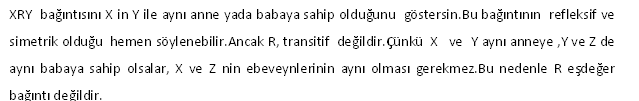 XRY bağıntısını X in Y ile aynı anne yada babaya sahip olduğunu göstersin.Bu bağıntının refleksif ve
simetrik olduğu hemen söylenebilir.Ancak R, transitif değildir.Çünkü X ve Y aynı anneye ,Y ve Z de
aynı babaya sahip olsalar, X ve Z nin ebeveynlerinin aynı olması gerekmez.Bu nedenle R eşdeğer
bağıntı değildir.